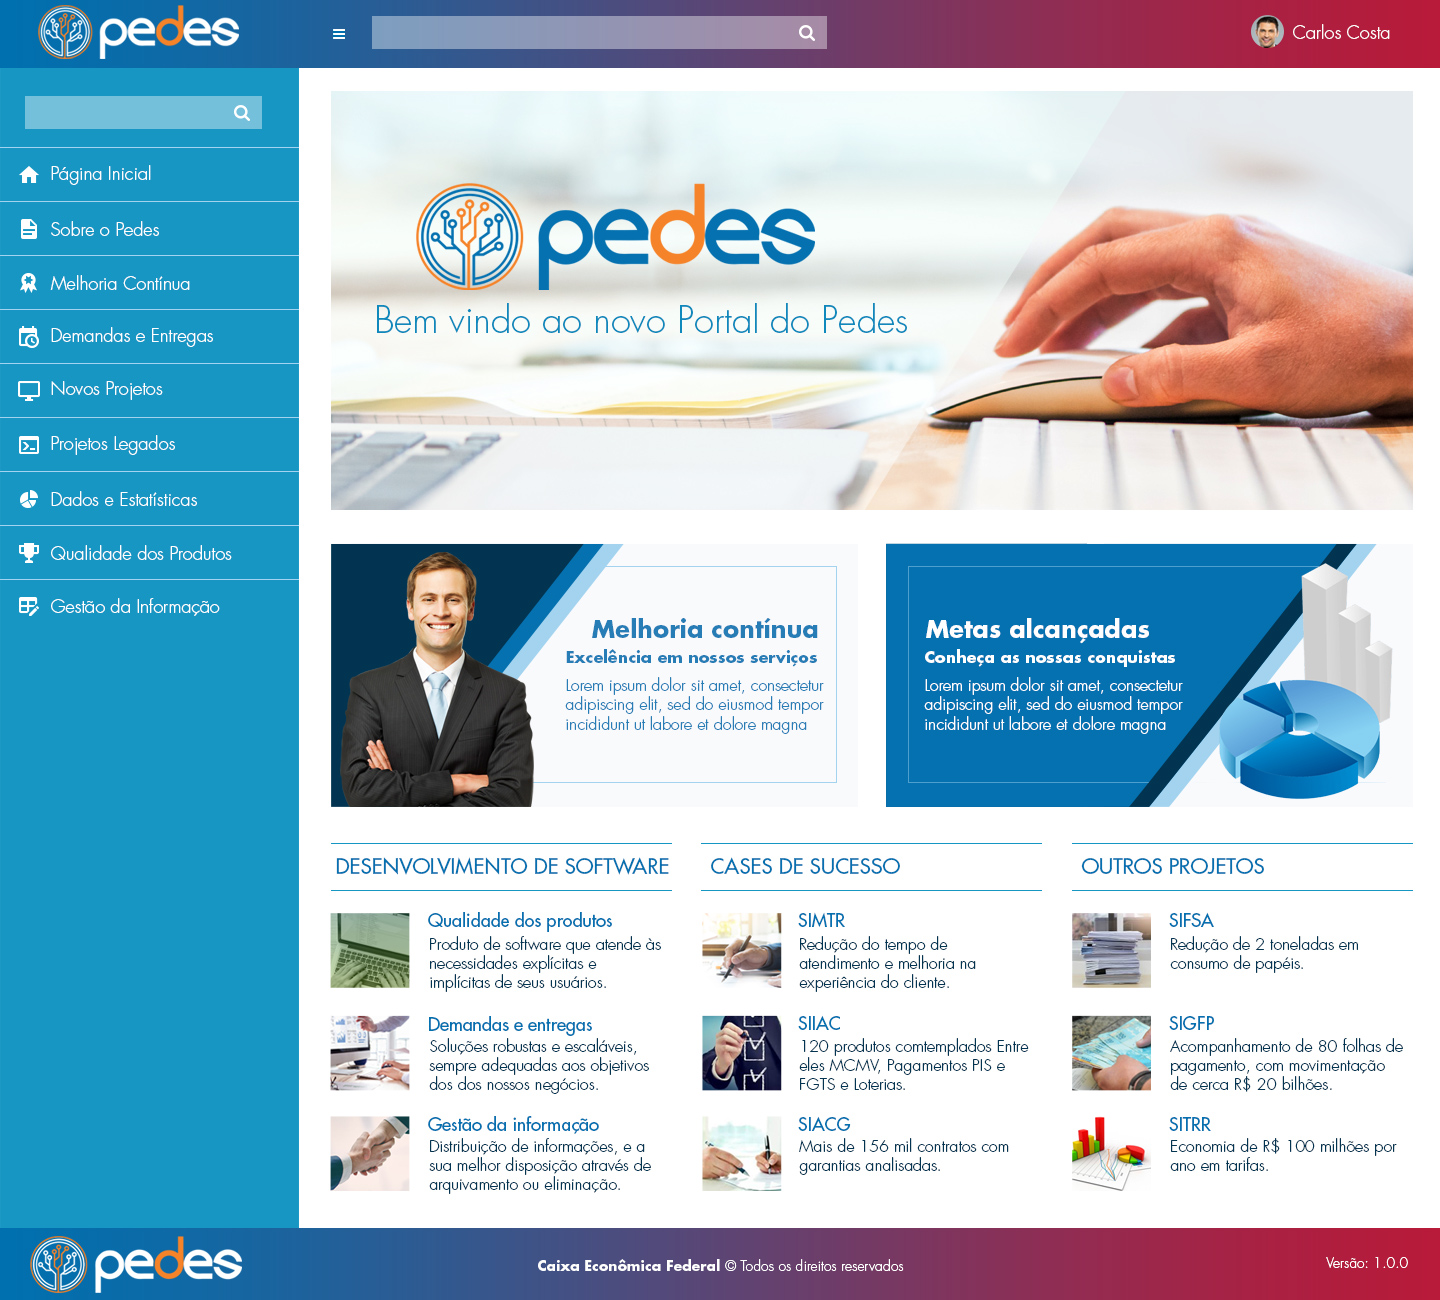 pedes
Carlos Costa
Página Inicial
Sobre o Pedes
Melhoria Contínua
Demandas e Entregas
Novos Projetos
Projetos Legados
Dados e Estatísticas
Qualidade dos Produtos
Gestão da Informação
pedes
Bem vindo ao novo Portal do Pedes
Melhoria contínua
Excelência em nossos serviços
Lorem ipsum dolor sit amet, consectetur
adipiscing elit, sed do eiusmod tempor
incididunt ut labore et dolore magna
Metas alcançadas
Conheça as nossas conquistas
Lorem ipsum dolor sit amet, consectetur
adipiscing elit, sed do eiusmod tempor
incididunt ut labore et dolore magna
DESENVOLVIMENTO DE SOFTWARE
Qualidade dos produtos
Produto de software que atende às
necessidades explícitas e
implícitas de seus usuários.
Demandas e entregas
Soluções robustas e escaláveis,
sempre adequadas aos objetivos
dos dos nossos negócios.
Gestão da informação
Distribuição de informações, e a
sua melhor disposição através de
arquivamento ou eliminação.
CASES DE SUCESSO
SIMTR
Redução do tempo de
atendimento e melhoria na
experiência do cliente.
SIIAC
120 produtos comtemplados Entre
eles MCMV, Pagamentos PIS e
FGTS e Loterias.
SIACG
Mais de 156 mil contratos com
garantias analisadas.
OUTROS PROJETOS
SIFSA
Redução de 2 toneladas em
consumo de papéis.
SIGFP
Acompanhamento de 80 folhas de
pagamento, com movimentação
de cerca R$ 20 bilhões.
SITRR
Economia de R$ 100 milhões por
ano em tarifas.
pedes
Caixa Econômica Federal © Todos os direitos reservados
Versão: 1.0.0